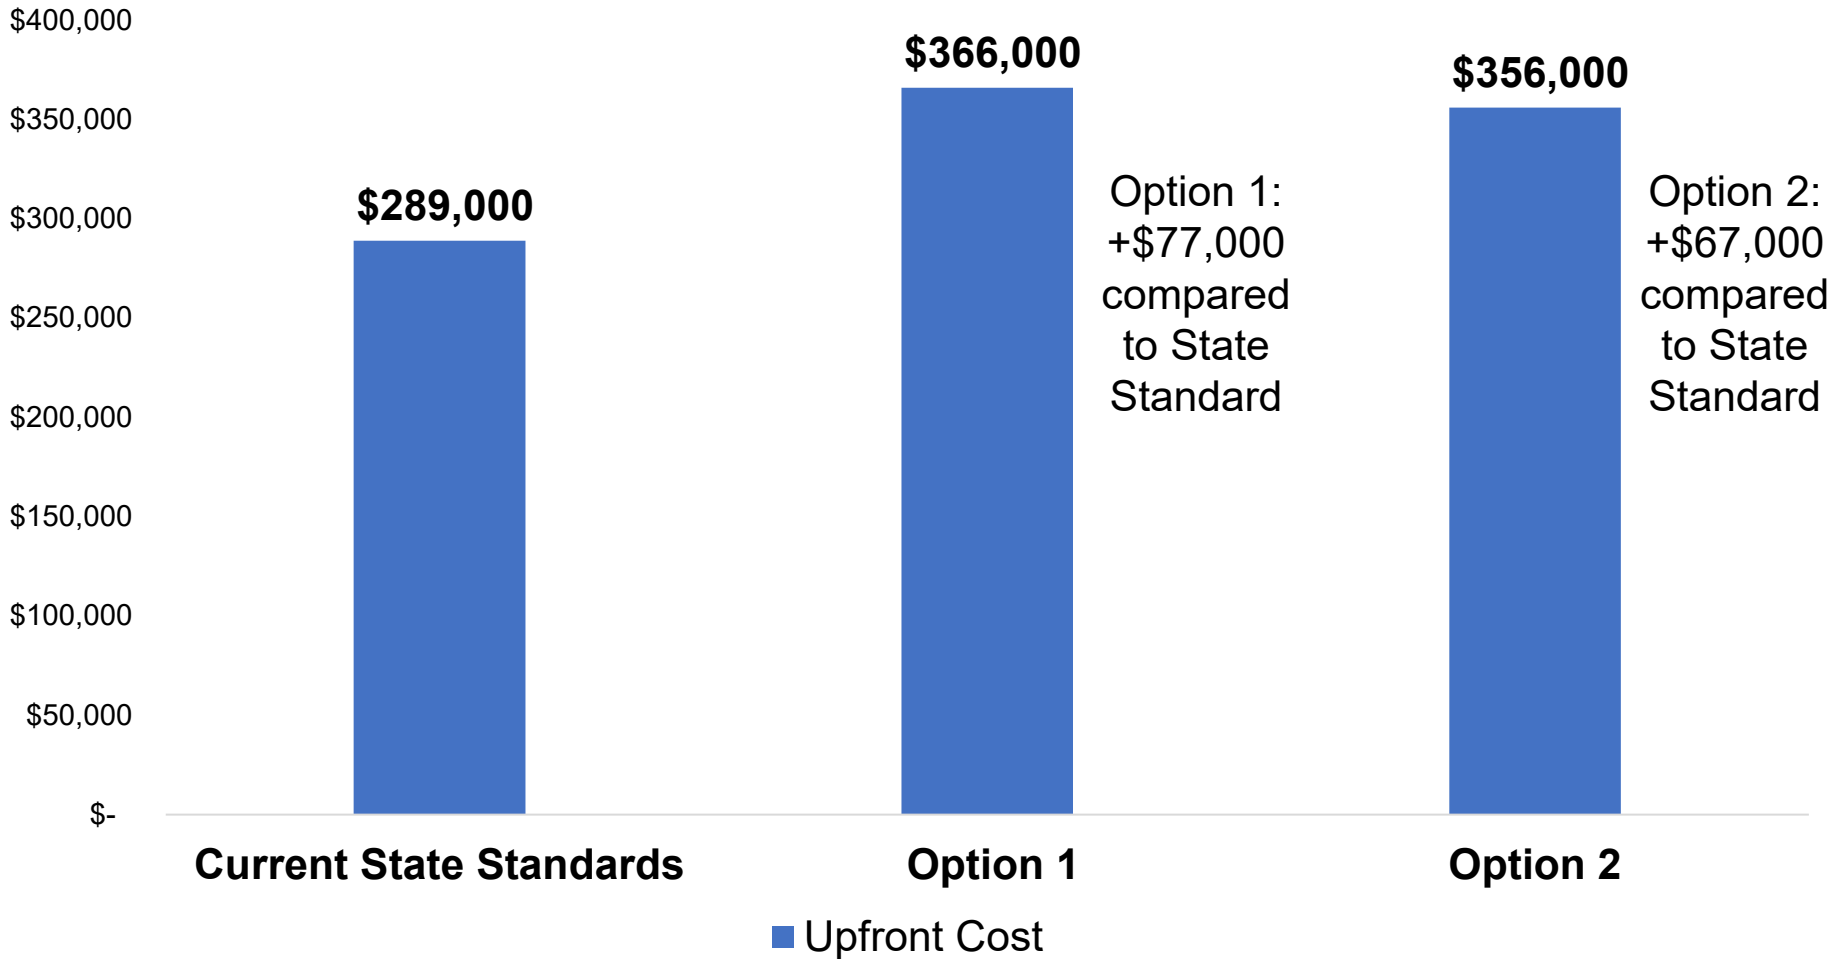 $400,000
$350,000
$300,000
$250,000
$200,000
$150,000
$100,000
$50,000
$-
$289,000
$366,000
$356,000
Option 1:
+$77,000
compared
to State
Standard
Option 2:
+$67,000
compared
to State
Standard
Current State Standards
Option 1
Option 2
Upfront Cost